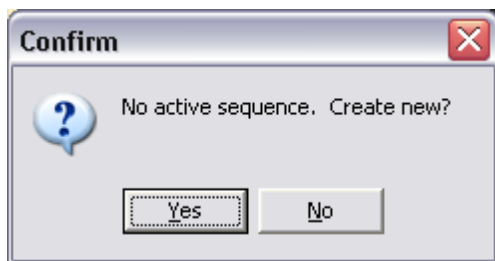 Confirm
No active sequence.  Create new?
Yes No